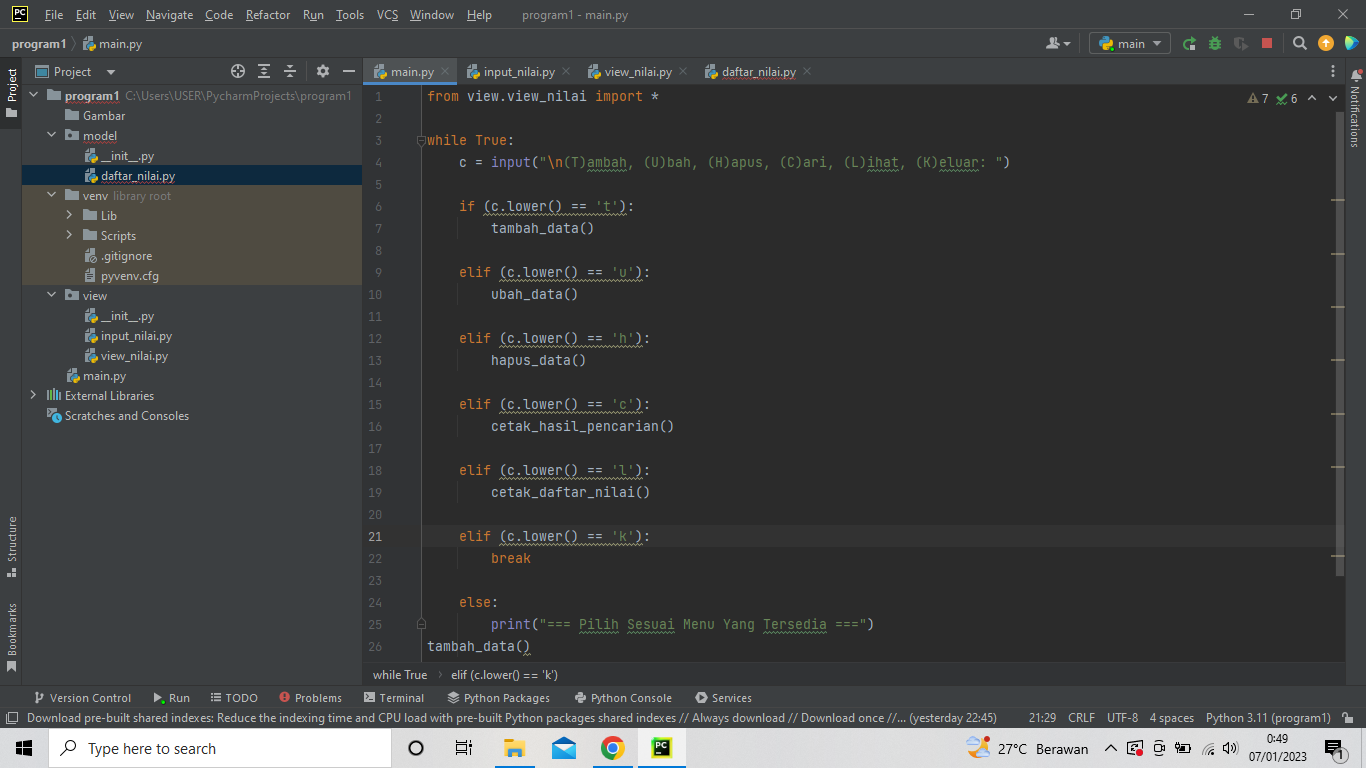 PC File Edit View Navigate Code Refactor Run Tools VCS Window Help program1 - main.py
program1 main.py main
Project main.py input_nilai.py view_nilai.py daftar_nilai.py
Project
Notifications
Structure
Bookmarks
program1 C:\Users\USER\PycharmProjects\program1
Gambar
model
__init__.py
daftar_nilai.py
venv library root
Lib
Scripts
.gitignore
pyvenv.cfg
view
__init__.py
input_nilai.py
view_nilai.py
main.py
External Libraries
Scratches and Consoles
7 6
1 from view.view_nilai import *
2
3 while True:
4 c = input("\n(T)ambah, (U)bah, (H)apus, (C)ari, (L)ihat, (K)eluar: ")
5
6 if (c.lower() == 't'):
7 tambah_data()
8
9 elif (c.lower() == 'u'):
10 ubah_data()
11
12 elif (c.lower() == 'h'):
13 hapus_data()
14
15 elif (c.lower() == 'c'):
16 cetak_hasil_pencarian()
17
18 elif (c.lower() == 'l'):
19 cetak_daftar_nilai()
20
21 elif (c.lower() == 'k'):
22 break
23
24 else:
25 print("=== Pilih Sesuai Menu Yang Tersedia ===")
26 tambah_data()
while True elif (c.lower() == 'k')
Version Control Run TODO Problems Terminal Python Packages Python Console Services
Download pre-built shared indexes: Reduce the indexing time and CPU load with pre-built Python packages shared indexes // Always download // Download once //... (yesterday 22:45) 21:29 CRLF UTF-8 4 spaces Python 3.11 (program1)
Type here to search PC 27°C Berawan 0:49
07/01/2023 1